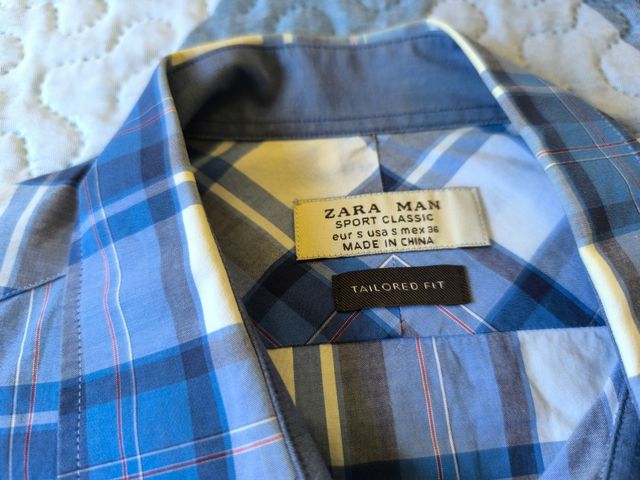 ZARA MAN
SPORT CLASSIC
eur S usa S mex 36
MADE IN CHINA
TAILORED FIT